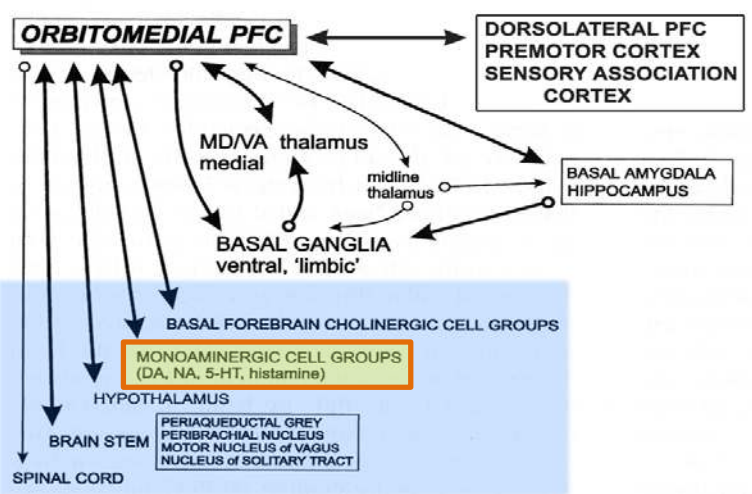 ORBITOMEDIAL PFC
DORSOLATERAL PFC
PREMOTOR CORTEX
SENSORY ASSOCIATION
CORTEX
MD/VA thalamus
medial
midline
thalamus
BASAL AMYGDALA
HIPPOCAMPUS
BASAL GANGLIA
ventral, 'limbic'
BASAL FOREBRAIN CHOLINERGIC CELL GROUPS
MONOAMINERGIC CELL GROUPS
(DA, NA, 5-HT, histamine)
HYPOTHALAMUS
BRAIN STEM
PERIAQUEDUCTAL GREY
PERIBRACHIAL NUCLEUS
MOTOR NUCLEUS of VAGUS
NUCLEUS of SOLITARY TRACT
SPINAL CORD